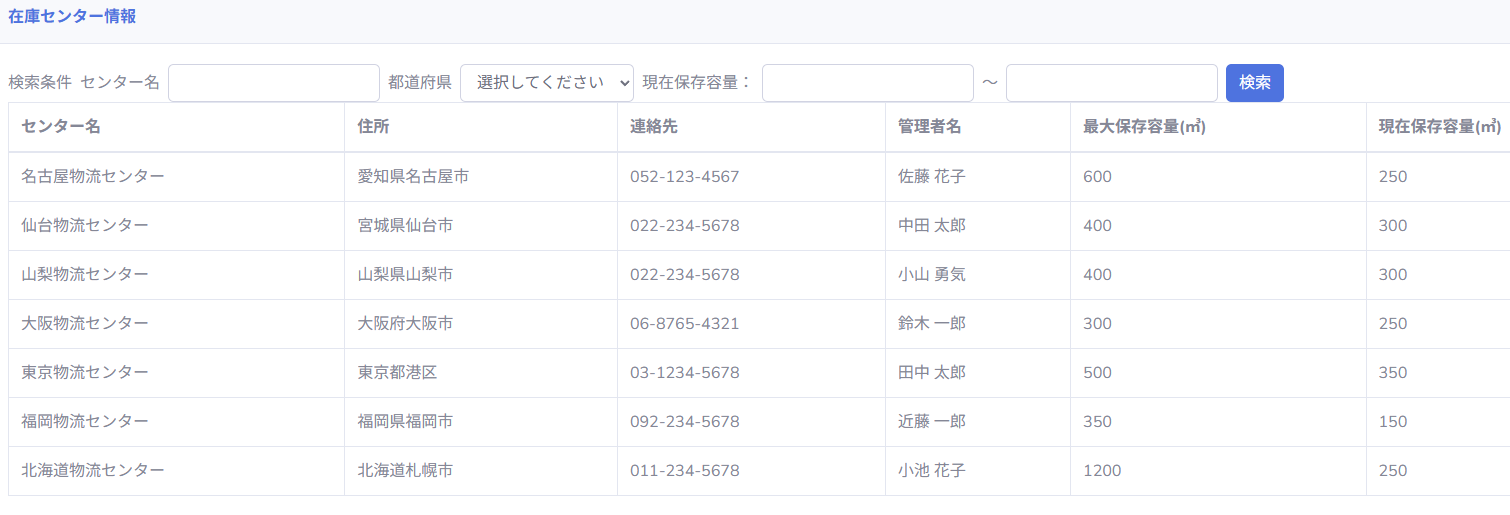 在庫センター情報
検索条件 センター名 都道府県 選択してください 現在保存容量： ～ 検索
センター名 住所 連絡先 管理者名 最大保存容量(㎥) 現在保存容量(㎥)
名古屋物流センター 愛知県名古屋市 052-123-4567 佐藤 花子 600 250
仙台物流センター 宮城県仙台市 022-234-5678 中田 太郎 400 300
山梨物流センター 山梨県山梨市 022-234-5678 小山 勇気 400 300
大阪物流センター 大阪府大阪市 06-8765-4321 鈴木 一郎 300 250
東京物流センター 東京都港区 03-1234-5678 田中 太郎 500 350
福岡物流センター 福岡県福岡市 092-234-5678 近藤 一郎 350 150
北海道物流センター 北海道札幌市 011-234-5678 小池 花子 1200 250